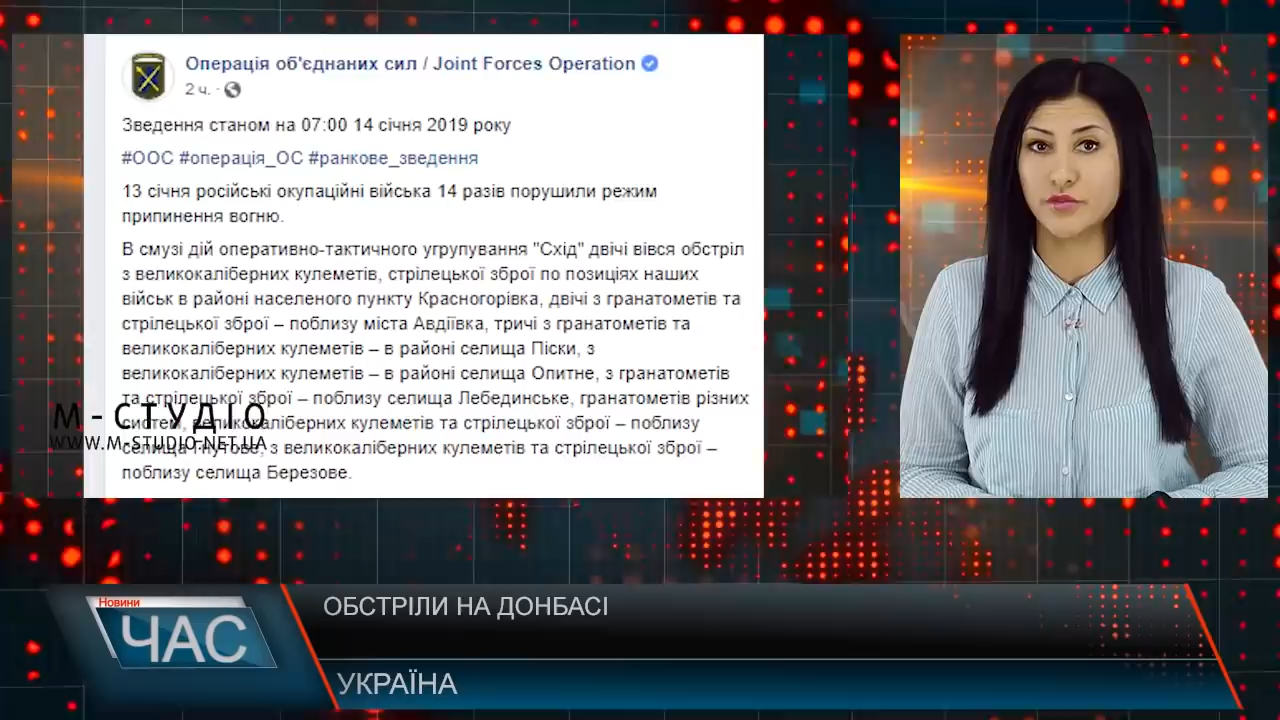 Операція об'єднаних сил / Joint Forces Operation
2 ч. ·
Зведення станом на 07:00 14 січня 2019 року
#ООС #операція_ОС #ранкове_зведення
13 січня російські окупаційні війська 14 разів порушили режим
припинення вогню.
В смузі дій оперативно-тактичного угрупування "Схід" двічі вівся обстріл
з великокаліберних кулеметів, стрілецької зброї по позиціях наших
військ в районі населеного пункту Красногорівка, двічі з гранатометів та
стрілецької зброї – поблизу міста Авдіївка, тричі з гранатометів та
великокаліберних кулеметів – в районі селища Піски, з
великокаліберних кулеметів – в районі селища Опитне, з гранатометів
та стрілецької зброї – поблизу селища Лебединське, гранатометів різних
систем, великокаліберних кулеметів та стрілецької зброї – поблизу
селища Гнутове, з великокаліберних кулеметів та стрілецької зброї –
поблизу селища Березове.
М-СТУДІО
WWW.M-STUDIO.NET.UA
Новини
ЧАС
ОБСТРІЛИ НА ДОНБАСІ
УКРАЇНА